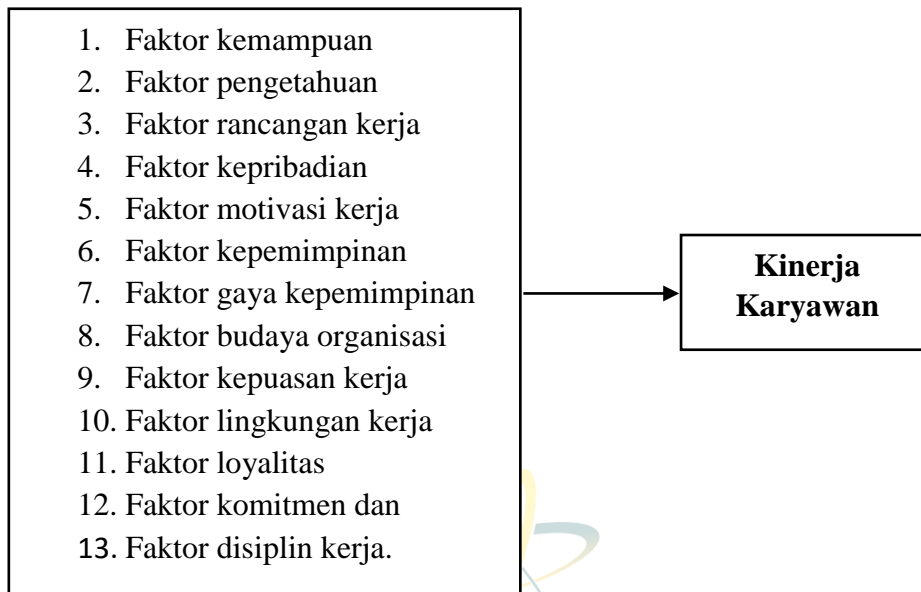 1. Faktor kemampuan
2. Faktor pengetahuan
3. Faktor rancangan kerja
4. Faktor kepribadian
5. Faktor motivasi kerja
6. Faktor kepemimpinan
7. Faktor gaya kepemimpinan
8. Faktor budaya organisasi
9. Faktor kepuasan kerja
10. Faktor lingkungan kerja
11. Faktor loyalitas
12. Faktor komitmen dan
13. Faktor disiplin kerja.
Kinerja
Karyawan